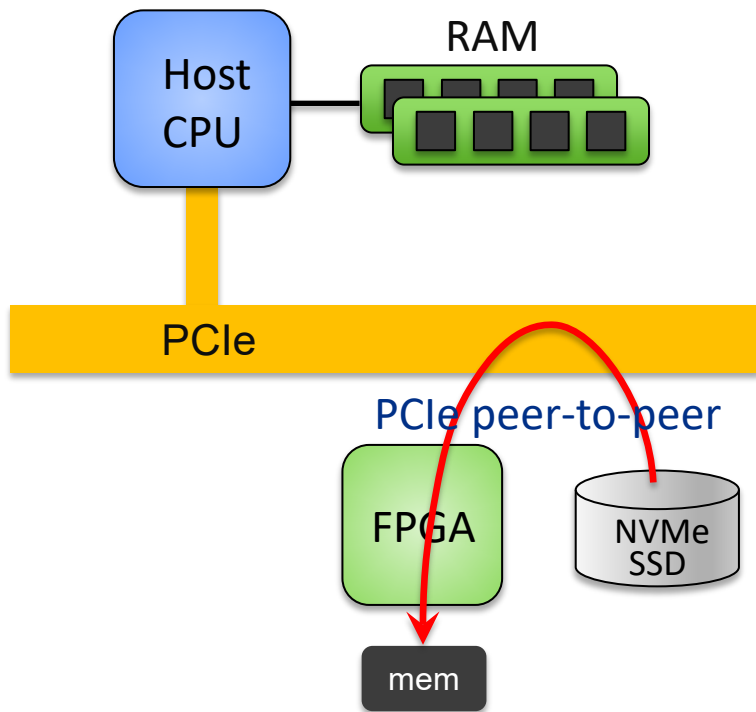 RAM
Host
CPU
PCIe
PCIe peer-to-peer
FPGA
NVMe
SSD
mem